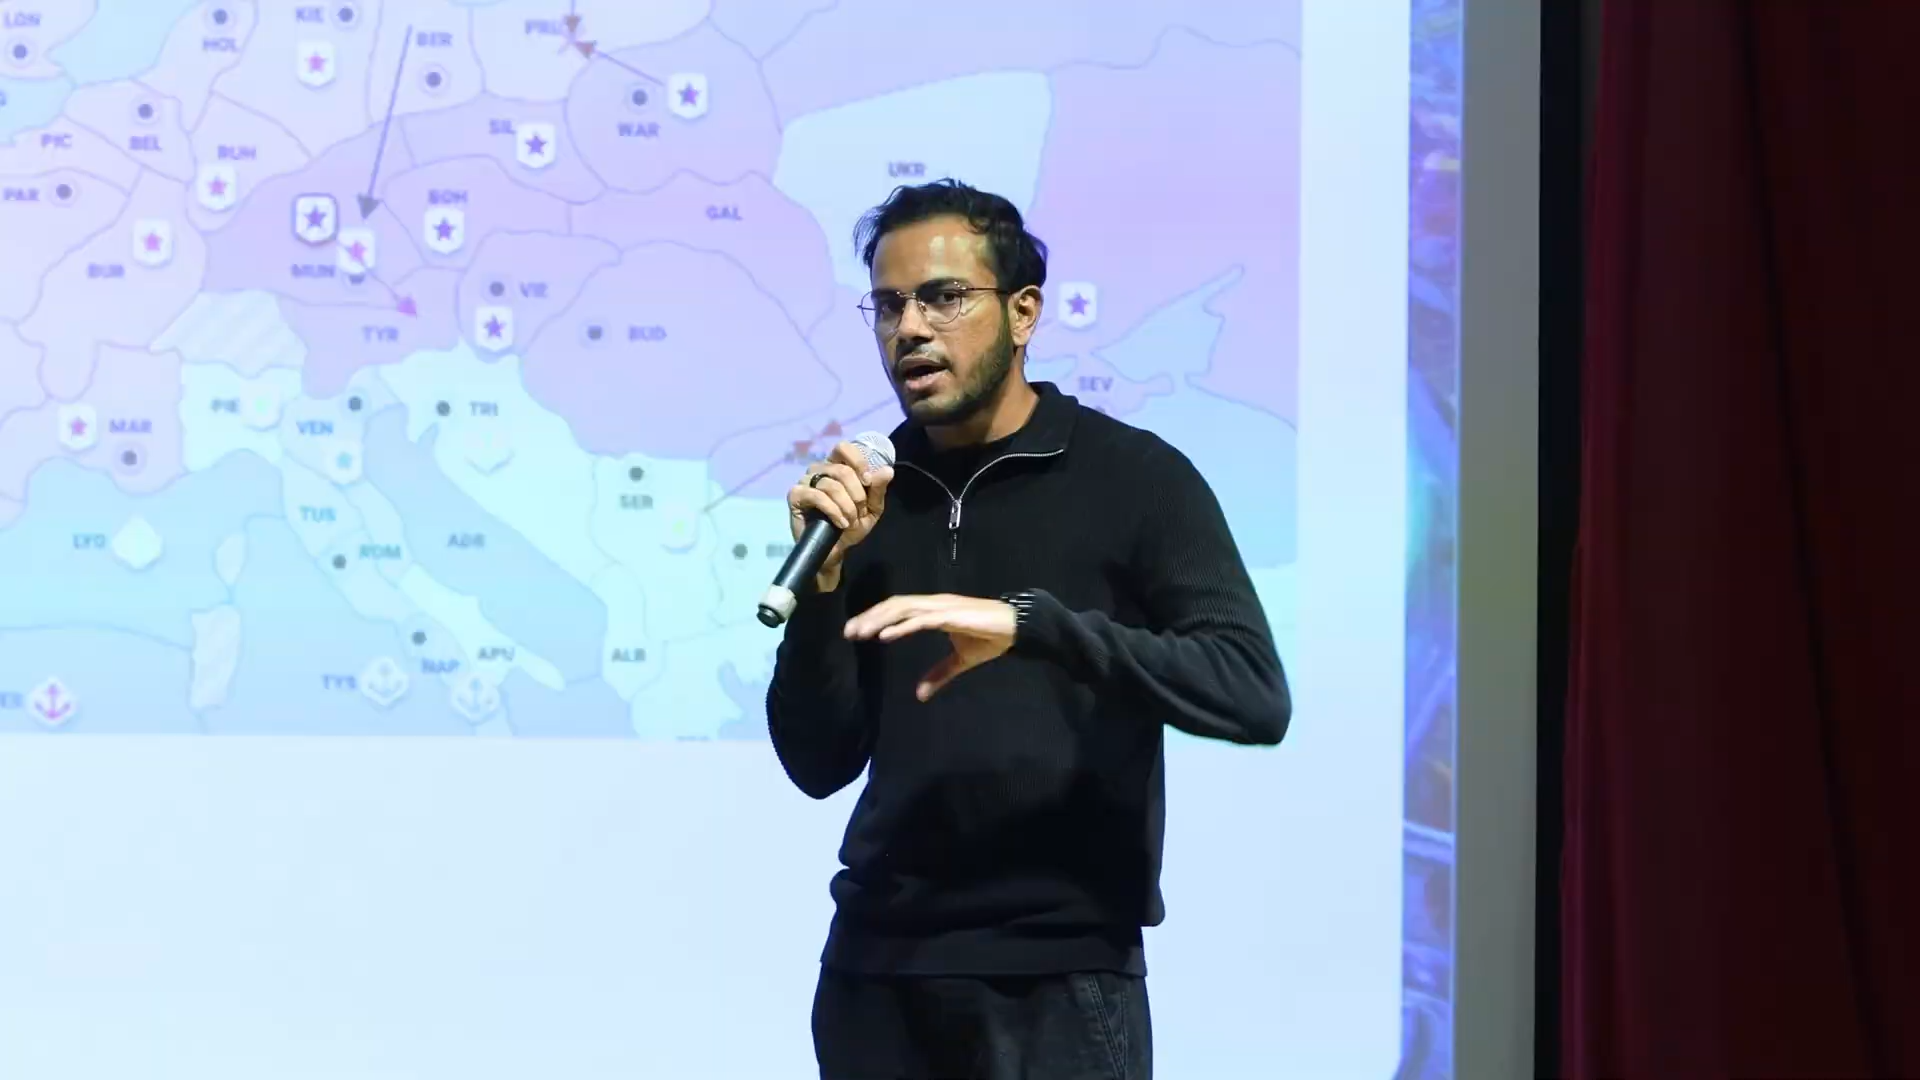 LON
HOL
KIE
BER
PRU
PIC
BEL
RUH
SIL
WAR
UKR
PAR
BOH
GAL
BUR
MUN
VIE
TYR
BUD
SEV
PIE
MAR
VEN
TRI
SER
TUS
LYO
ROM
ADR
TYS
NAP
APU
ALB